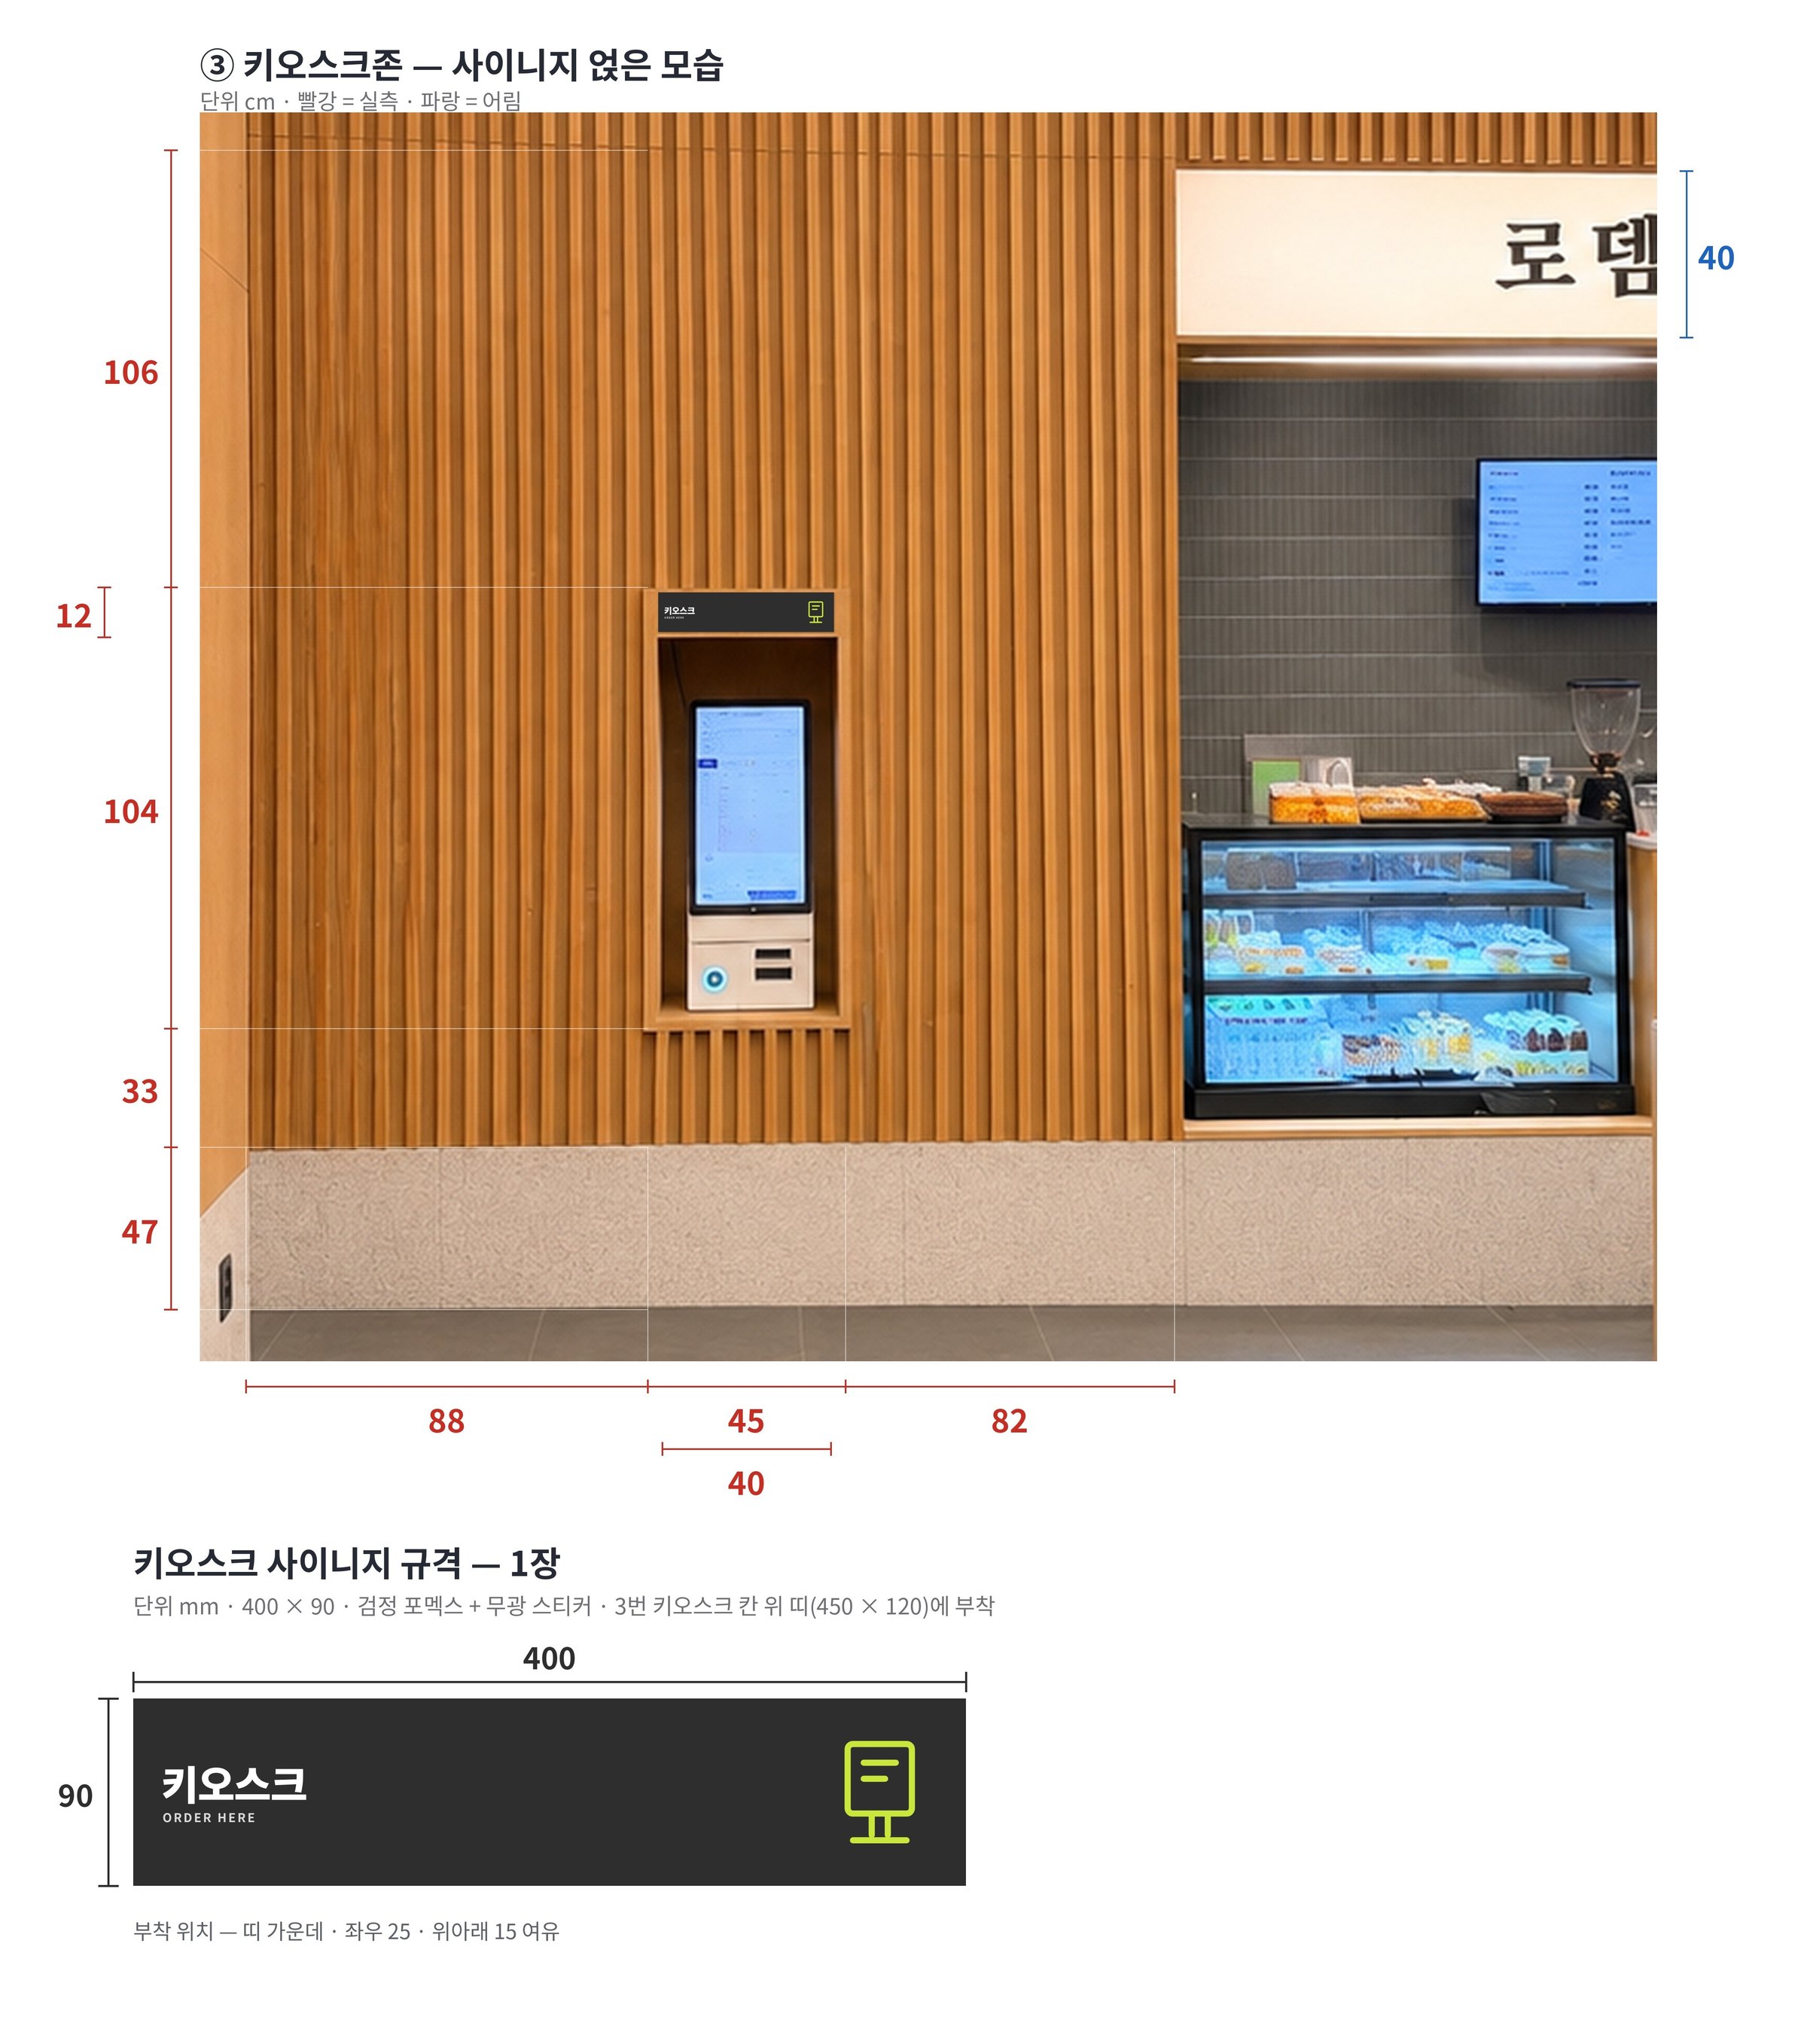 ③ 키오스크존 — 사이니지 얹은 모습
단위 cm · 빨강 = 실측 · 파랑 = 어림
로뎀
40
106
12
키오스크
ORDER HERE
104
33
47
88
45
82
40
키오스크 사이니지 규격 — 1장
단위 mm · 400 × 90 · 검정 포멕스 + 무광 스티커 · 3번 키오스크 칸 위 띠(450 × 120)에 부착
400
90
키오스크
ORDER HERE
부착 위치 — 띠 가운데 · 좌우 25 · 위아래 15 여유